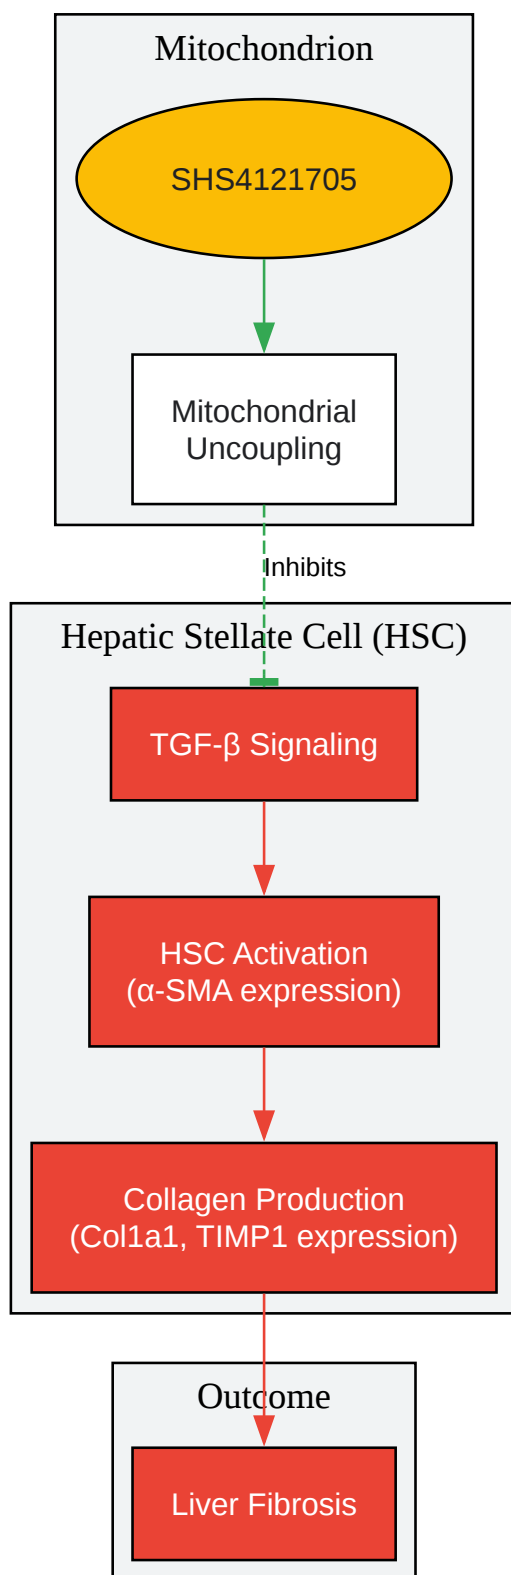 Mitochondrion
SHS4121705
Mitochondrial
Uncoupling
Inhibits
Hepatic Stellate Cell (HSC)
TGF-β Signaling
HSC Activation
(α-SMA expression)
Collagen Production
(Col1a1, TIMP1 expression)
Outcome
Liver Fibrosis